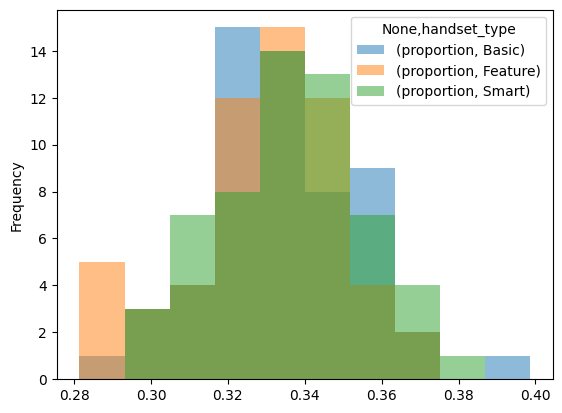 None,handset_type
(proportion, Basic)
(proportion, Feature)
(proportion, Smart)
Frequency
14
12
10
8
6
4
2
0
0.28 0.30 0.32 0.34 0.36 0.38 0.40